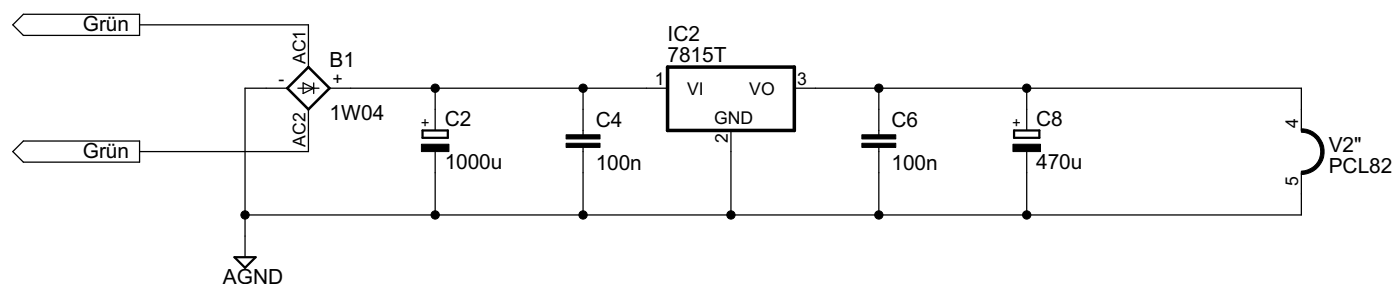 Grün
AC1
B1
-
+
1W04
AC2
Grün
+
C2
1000u
C4
100n
IC2
7815T
1
VI
VO
3
GND
2
C6
100n
+
C8
470u
4
V2"
PCL82
5
AGND